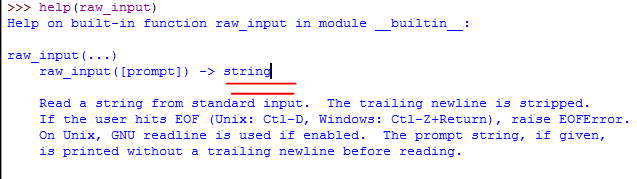 >>> help(raw_input)
Help on built-in function raw_input in module __builtin__:
raw_input(...)
raw_input([prompt]) -> string
Read a string from standard input.  The trailing newline is stripped.
If the user hits EOF (Unix: Ctl-D, Windows: Ctl-Z+Return), raise EOFError.
On Unix, GNU readline is used if enabled.  The prompt string, if given,
is printed without a trailing newline before reading.